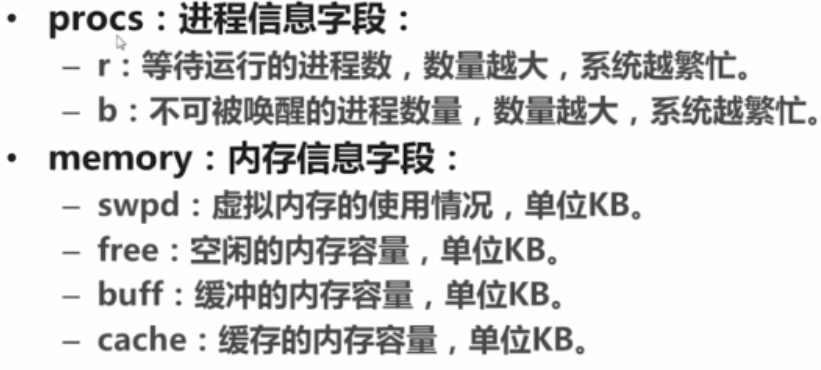 • procs：进程信息字段：
– r：等待运行的进程数，数量越大，系统越繁忙。
– b：不可被唤醒的进程数量，数量越大，系统越繁忙。
• memory：内存信息字段：
– swpd：虚拟内存的使用情况，单位KB。
– free：空闲的内存容量，单位KB。
– buff：缓冲的内存容量，单位KB。
– cache：缓存的内存容量，单位KB。